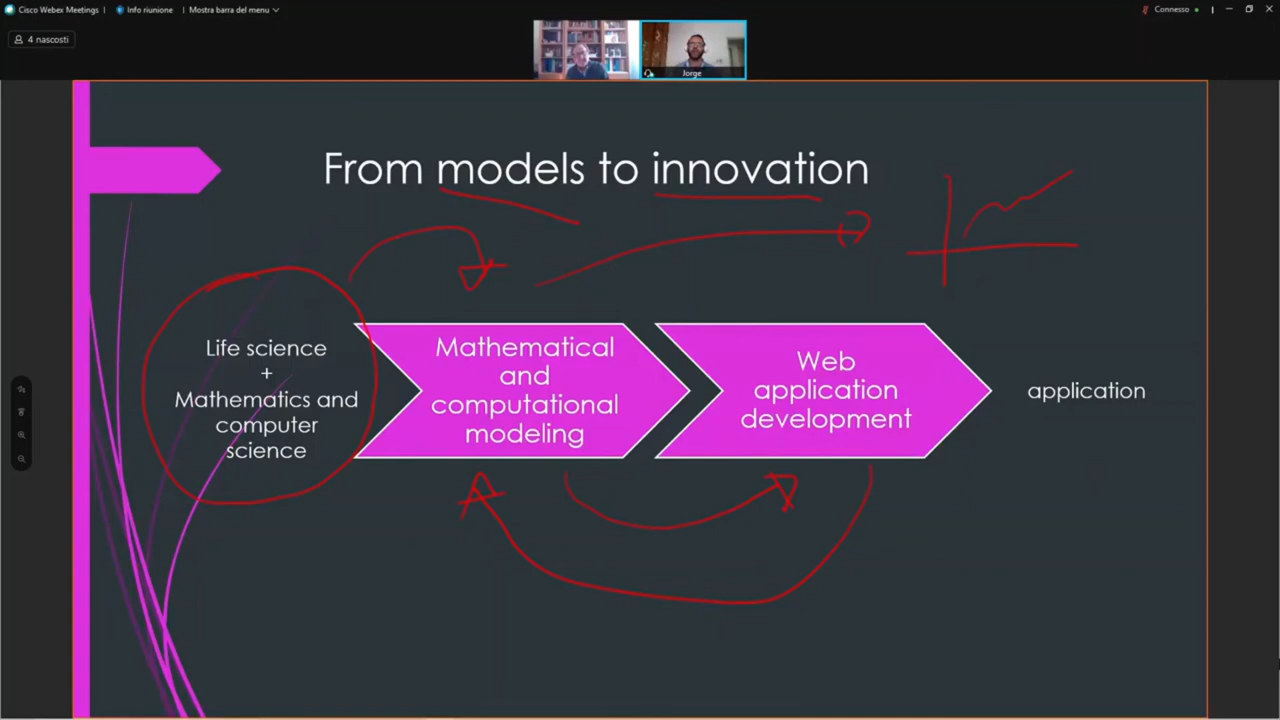 Cisco Webex Meetings
Info riunione
Mostra barra del menu
Connesso
4 nascosti
Jorge
From models to innovation
Life science
+
Mathematics and
computer
science
Mathematical
and
computational
modeling
Web
application
development
application